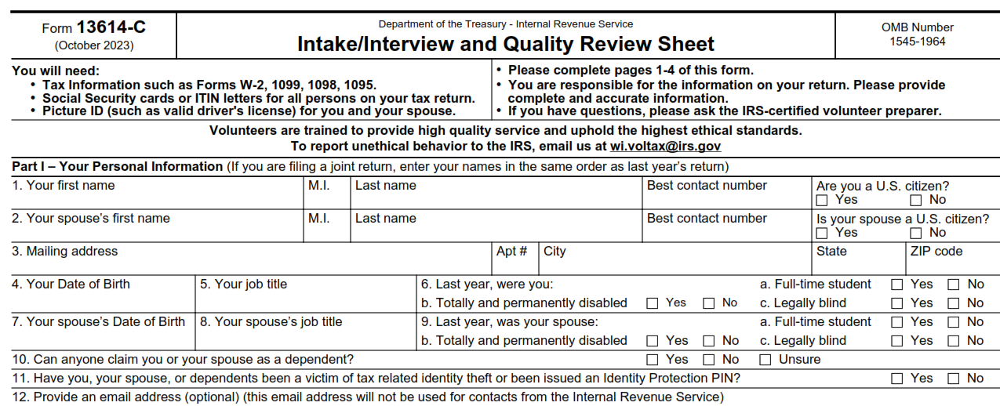 Form 13614-C
(October 2023)
Department of the Treasury - Internal Revenue Service
Intake/Interview and Quality Review Sheet
OMB Number
1545-1964
You will need:
• Tax Information such as Forms W-2, 1099, 1098, 1095.
• Social Security cards or ITIN letters for all persons on your tax return.
• Picture ID (such as valid driver's license) for you and your spouse.
• Please complete pages 1-4 of this form.
• You are responsible for the information on your return. Please provide
complete and accurate information.
• If you have questions, please ask the IRS-certified volunteer preparer.
Volunteers are trained to provide high quality service and uphold the highest ethical standards.
To report unethical behavior to the IRS, email us at wi.voltax@irs.gov
Part I – Your Personal Information (If you are filing a joint return, enter your names in the same order as last year’s return)
1. Your first name M.I. Last name Best contact number Are you a U.S. citizen?
Yes No
2. Your spouse’s first name M.I. Last name Best contact number Is your spouse a U.S. citizen?
Yes No
3. Mailing address Apt # City State ZIP code
4. Your Date of Birth 5. Your job title 6. Last year, were you: a. Full-time student Yes No
b. Totally and permanently disabled Yes No c. Legally blind Yes No
7. Your spouse’s Date of Birth 8. Your spouse’s job title 9. Last year, was your spouse: a. Full-time student Yes No
b. Totally and permanently disabled Yes No c. Legally blind Yes No
10. Can anyone claim you or your spouse as a dependent? Yes No Unsure
11. Have you, your spouse, or dependents been a victim of tax related identity theft or been issued an Identity Protection PIN? Yes No
12. Provide an email address (optional) (this email address will not be used for contacts from the Internal Revenue Service)